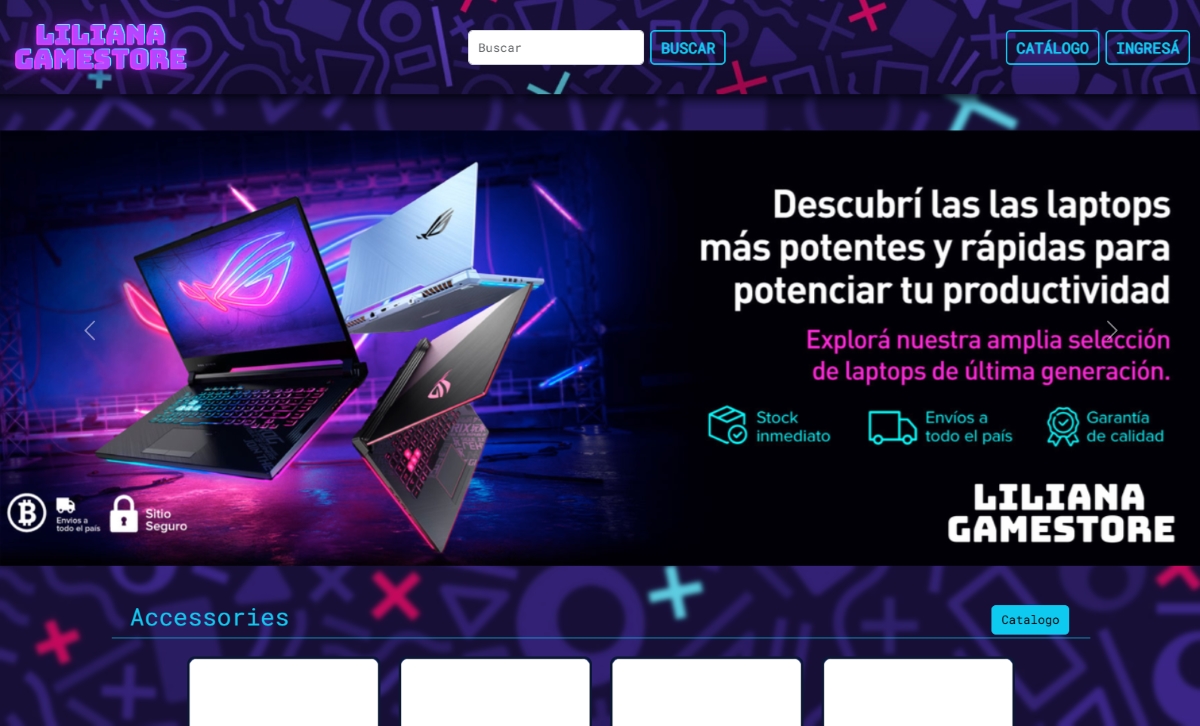 LILIANA
GAMESTORE
Buscar
BUSCAR
CATÁLOGO
INGRESÁ
Descubrí las las laptops
más potentes y rápidas para
potenciar tu productividad
Explorá nuestra amplia selección
de laptops de última generación.
Stock
inmediato
Envíos a
todo el país
Garantía
de calidad
Envios a
todo el país
Sitio
Seguro
LILIANA
GAMESTORE
Accessories
Catalogo